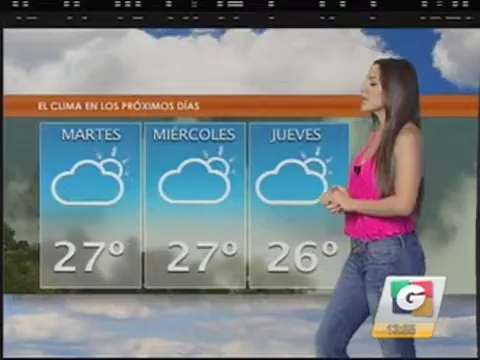 EL CLIMA EN LOS PRÓXIMOS DÍAS
MARTES MIÉRCOLES JUEVES
27° 27° 26°
G